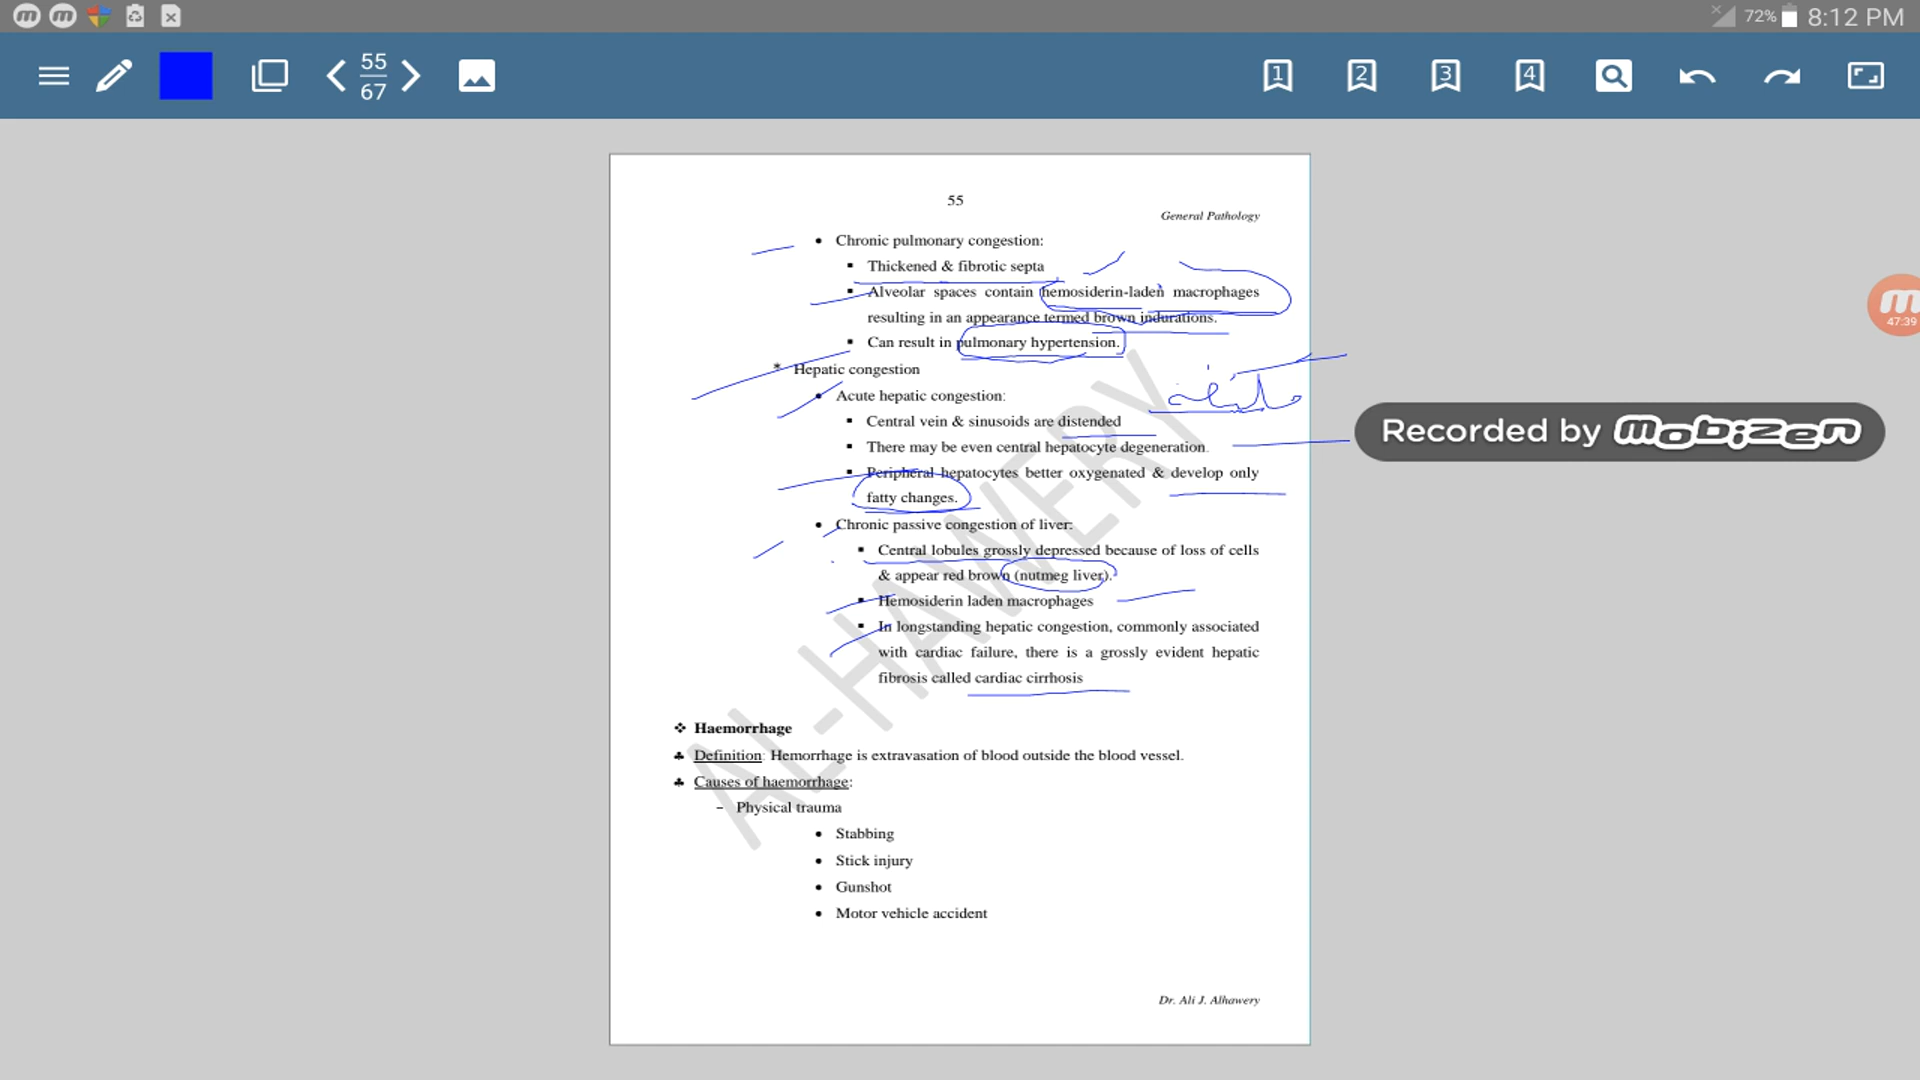 72% 8:12 PM
55
67
1 2 3 4
55
General Pathology
• Chronic pulmonary congestion:
▪ Thickened & fibrotic septa
▪ Alveolar spaces contain hemosiderin-laden macrophages
resulting in an appearance termed brown indurations.
▪ Can result in pulmonary hypertension.
* Hepatic congestion
• Acute hepatic congestion:
▪ Central vein & sinusoids are distended
▪ There may be even central hepatocyte degeneration.
▪ Peripheral hepatocytes better oxygenated & develop only
fatty changes.
• Chronic passive congestion of liver:
▪ Central lobules grossly depressed because of loss of cells
& appear red brown (nutmeg liver).
▪ Hemosiderin laden macrophages
▪ In longstanding hepatic congestion, commonly associated
with cardiac failure, there is a grossly evident hepatic
fibrosis called cardiac cirrhosis
❖ Haemorrhage
♣ Definition: Hemorrhage is extravasation of blood outside the blood vessel.
♣ Causes of haemorrhage:
– Physical trauma
• Stabbing
• Stick injury
• Gunshot
• Motor vehicle accident
Dr. Ali J. Alhawery
AL-HAWERY
47:39
Recorded by mobizen